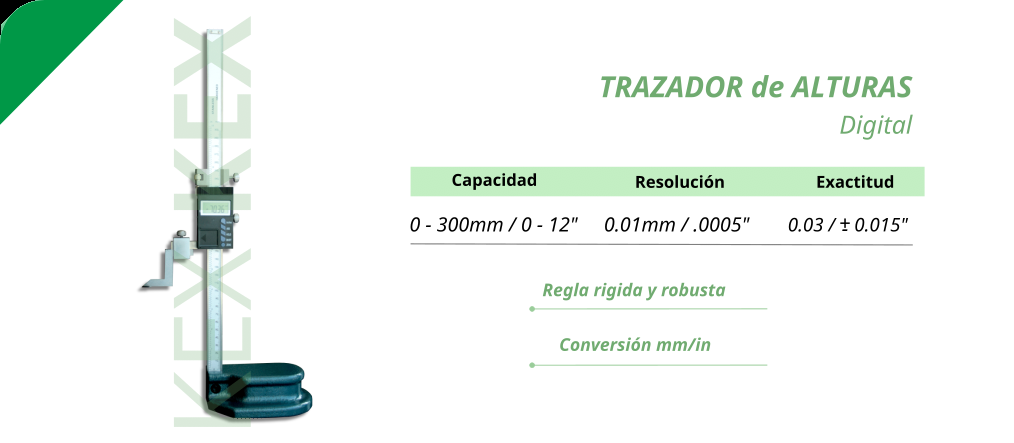 KEX KEX
TRAZADOR de ALTURAS
Digital
Capacidad Resolución Exactitud
0 - 300mm / 0 - 12" 0.01mm / .0005" 0.03 / ± 0.015"
Regla rigida y robusta
Conversión mm/in